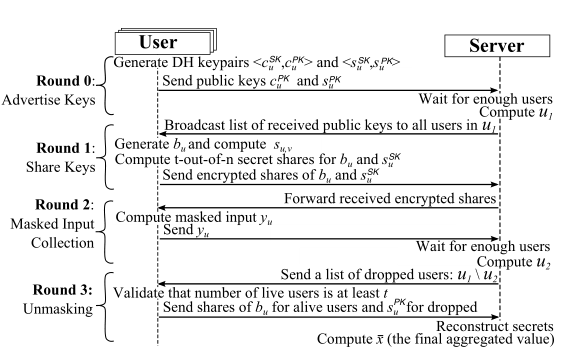 User
Server
Generate DH keypairs <c_u^SK,c_u^PK> and <s_u^SK,s_u^PK>
Round 0:
Advertise Keys
Send public keys c_u^PK and s_u^PK
Wait for enough users
Compute u_1
Broadcast list of received public keys to all users in u_1
Round 1:
Share Keys
Generate b_u and compute s_u,v
Compute t-out-of-n secret shares for b_u and s_u^SK
Send encrypted shares of b_u and s_u^SK
Forward received encrypted shares
Round 2:
Masked Input
Collection
Compute masked input y_u
Send y_u
Wait for enough users
Compute u_2
Send a list of dropped users: u_1 \ u_2
Round 3:
Unmasking
Validate that number of live users is at least t
Send shares of b_u for alive users and s_u^PK for dropped
Reconstruct secrets
Compute x̄ (the final aggregated value)